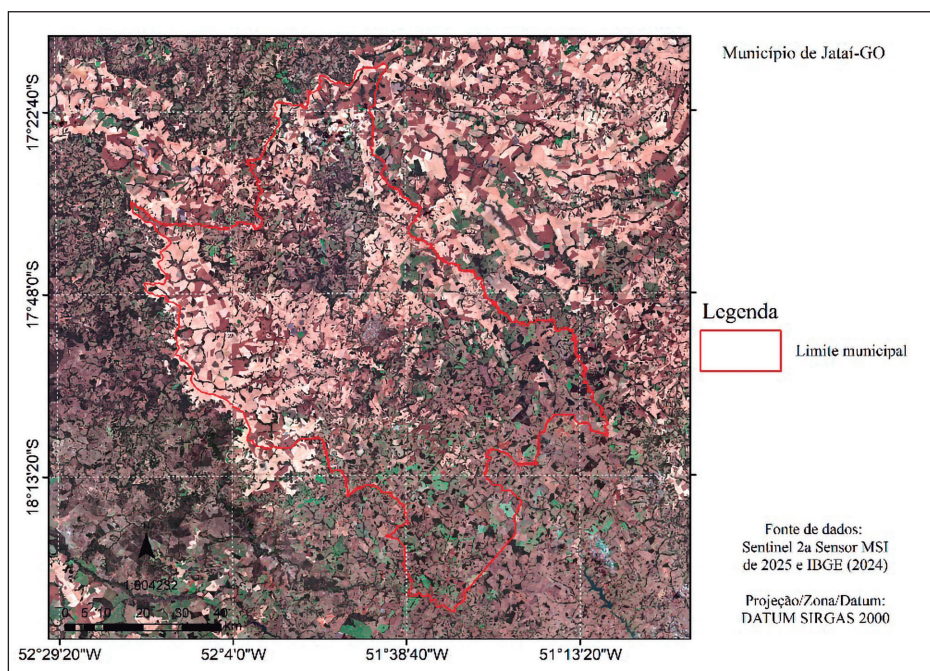 Município de Jataí-GO
17°22'40"S
17°48'0"S
18°13'20"S
Legenda
Limite municipal
Fonte de dados:
Sentinel 2a Sensor MSI
de 2025 e IBGE (2024)
Projeção/Zona/Datum:
DATUM SIRGAS 2000
1:804232
0 5 10 20 30 40
Km
52°29'20"W 52°4'0"W 51°38'40"W 51°13'20"W